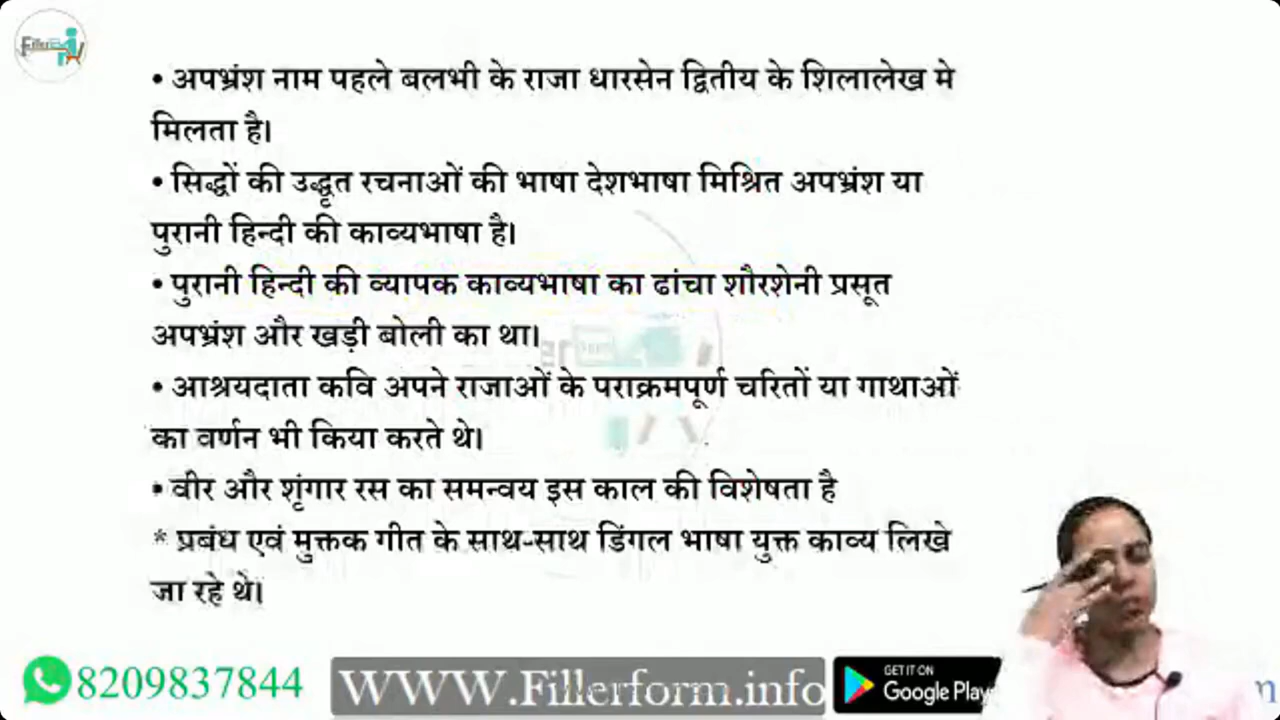 • अपभ्रंश नाम पहले बलभी के राजा धारसेन द्वितीय के शिलालेख मे
मिलता है।
• सिद्धों की उद्धृत रचनाओं की भाषा देशभाषा मिश्रित अपभ्रंश या
पुरानी हिन्दी की काव्यभाषा है।
• पुरानी हिन्दी की व्यापक काव्यभाषा का ढांचा शौरशेनी प्रसूत
अपभ्रंश और खड़ी बोली का था।
• आश्रयदाता कवि अपने राजाओं के पराक्रमपूर्ण चरितों या गाथाओं
का वर्णन भी किया करते थे।
• वीर और शृंगार रस का समन्वय इस काल की विशेषता है
* प्रबंध एवं मुक्तक गीत के साथ-साथ डिंगल भाषा युक्त काव्य लिखे
जा रहे थे।
8209837844
WWW.Fillerform.info
GET IT ON
Google Play